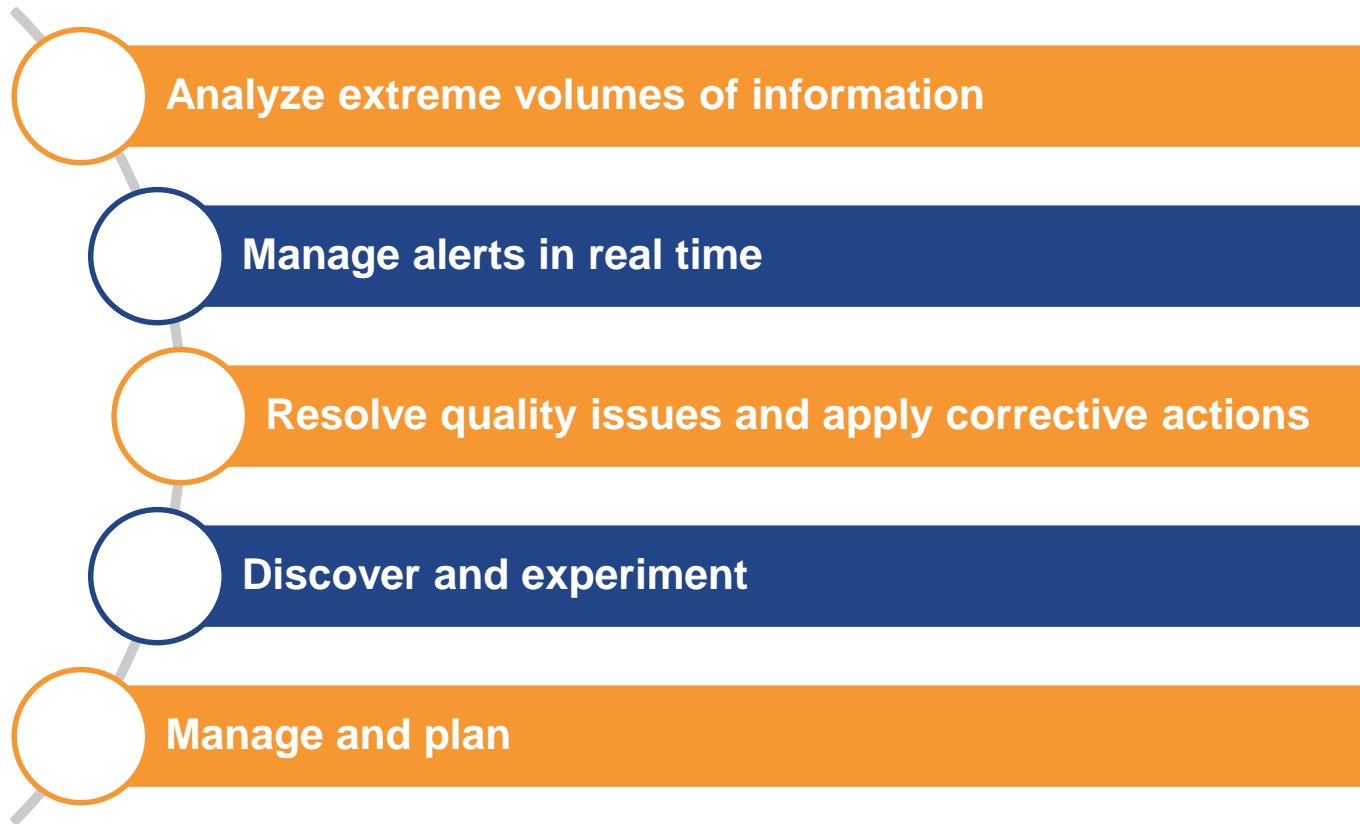 Analyze extreme volumes of information
Manage alerts in real time
Resolve quality issues and apply corrective actions
Discover and experiment
Manage and plan